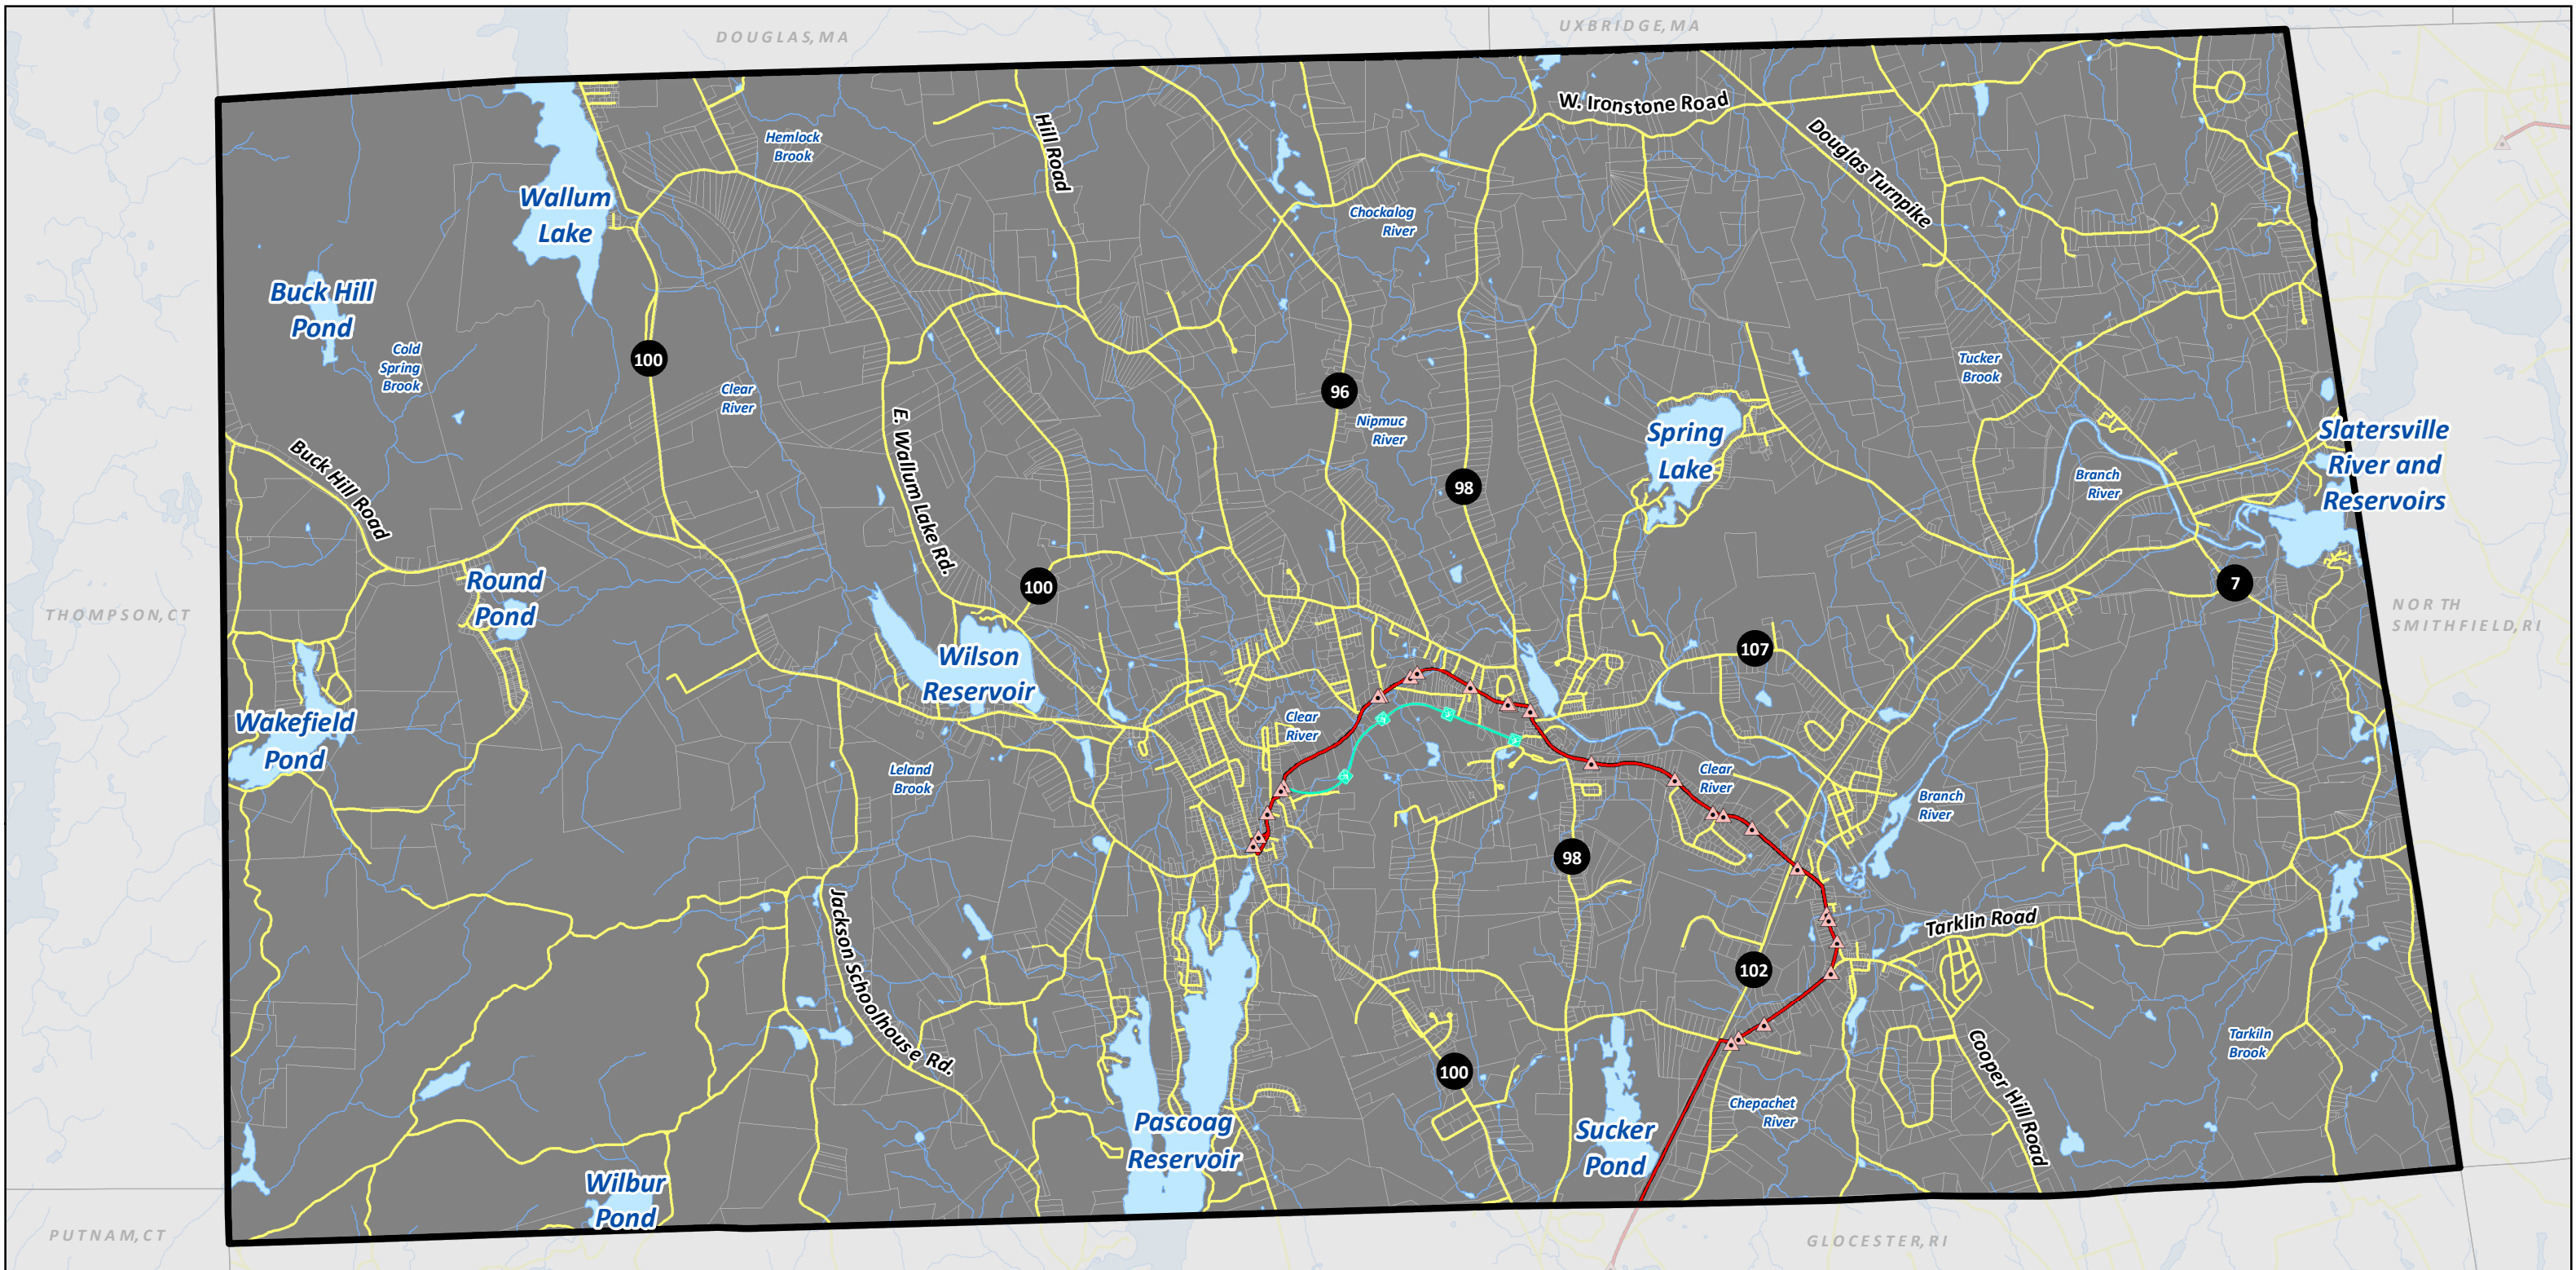 DOUGLAS, MA
UXBRIDGE, MA
W. Ironstone Road
Hill Road
Douglas Turnpike
Hemlock
Brook
Wallum
Lake
Chockalog
River
Buck Hill
Pond
Cold
Spring
Brook
100
Clear
River
96
Tucker
Brook
E. Wallum Lake Rd.
Nipmuc
River
Spring
Lake
Slatersville
River and
Reservoirs
Buck Hill Road
98
Branch
River
Round
Pond
100
7
THOMPSON, CT
NORTH
SMITHFIELD, RI
Wilson
Reservoir
107
Wakefield
Pond
Clear
River
Leland
Brook
Clear
River
Branch
River
98
Jackson Schoolhouse Rd.
Tarklin Road
102
Cooper Hill Road
Tarkiln
Brook
100
Pascoag
Reservoir
Sucker
Pond
Chepachet
River
Wilbur
Pond
PUTNAM, CT
GLOCESTER, RI